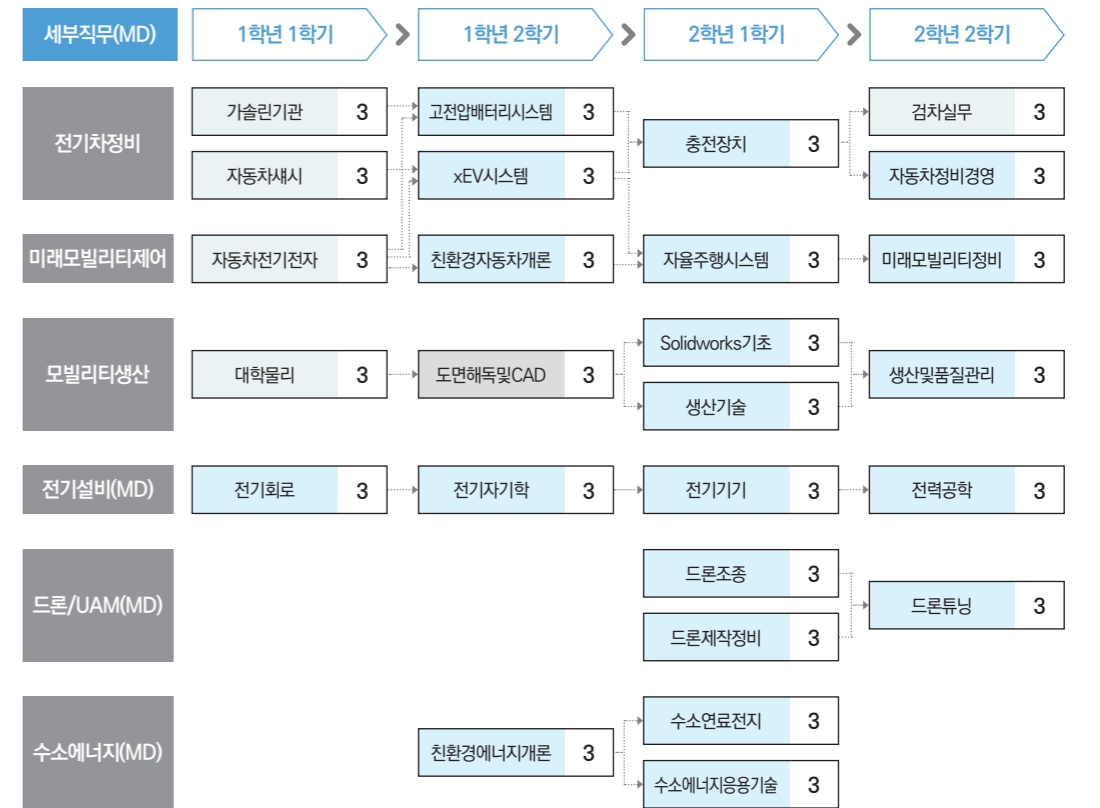 세부직무(MD) 1학년 1학기 1학년 2학기 2학년 1학기 2학년 2학기
전기차정비
가솔린기관 3 고전압배터리시스템 3 검차실무 3
충전장치 3
자동차섀시 3 xEV시스템 3 자동차정비경영 3
미래모빌리티제어 자동차전기전자 3 친환경자동차개론 3 자율주행시스템 3 미래모빌리티정비 3
모빌리티생산
Solidworks기초 3
대학물리 3 도면해독및CAD 3 생산및품질관리 3
생산기술 3
전기설비(MD) 전기회로 3 전기자기학 3 전기기기 3 전력공학 3
드론/UAM(MD)
드론조종 3
드론튜닝 3
드론제작정비 3
수소에너지(MD)
수소연료전지 3
친환경에너지개론 3
수소에너지응용기술 3